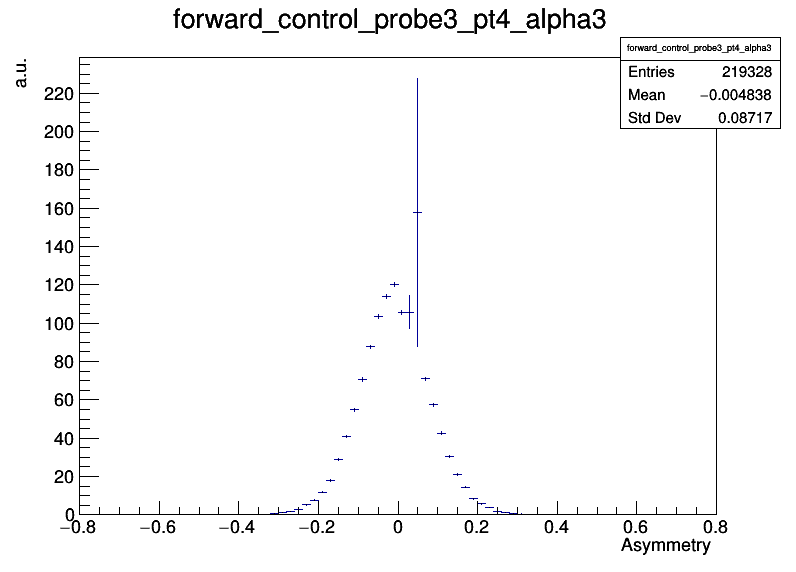 forward_control_probe3_pt4_alpha3
forward_control_probe3_pt4_alpha3
Entries 219328
Mean −0.004838
Std Dev 0.08717
a.u.
220
200
180
160
140
120
100
80
60
40
20
0
−0.8 −0.6 −0.4 −0.2 0 0.2 0.4 0.6 0.8
Asymmetry